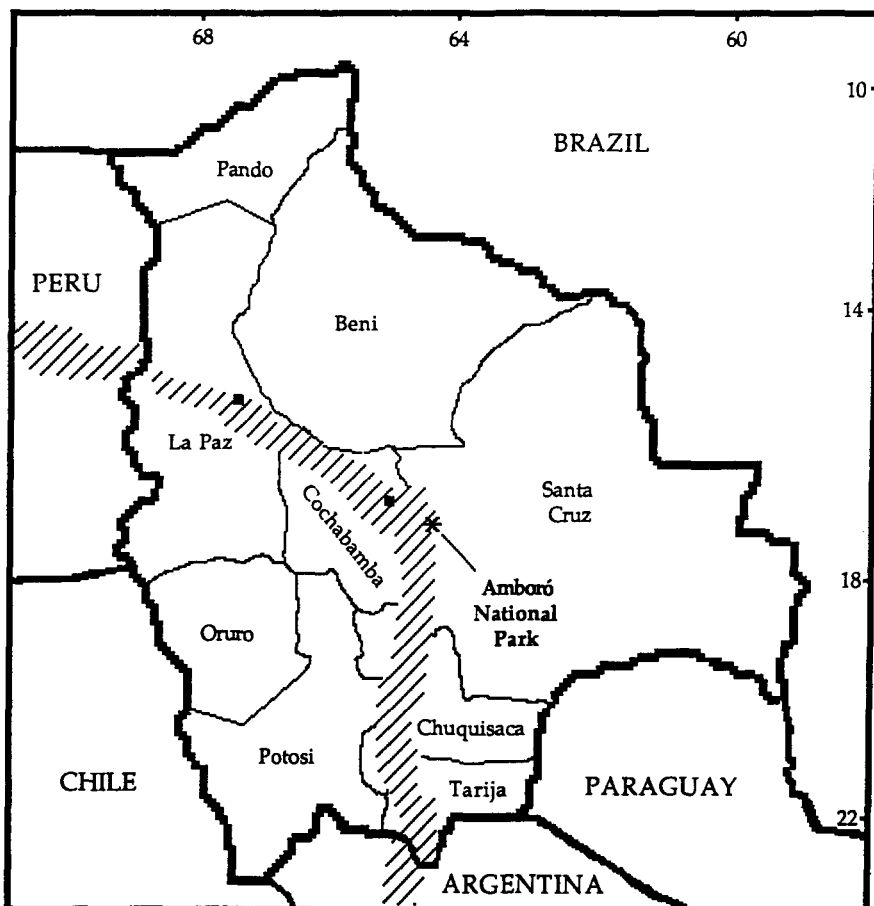 68 64 60
10
BRAZIL
Pando
PERU
14
Beni
La Paz
Santa
Cruz
Cochabamba
18
Amboró
National
Park
Oruro
Chuquisaca
Potosi
CHILE
PARAGUAY
Tarija
22
ARGENTINA